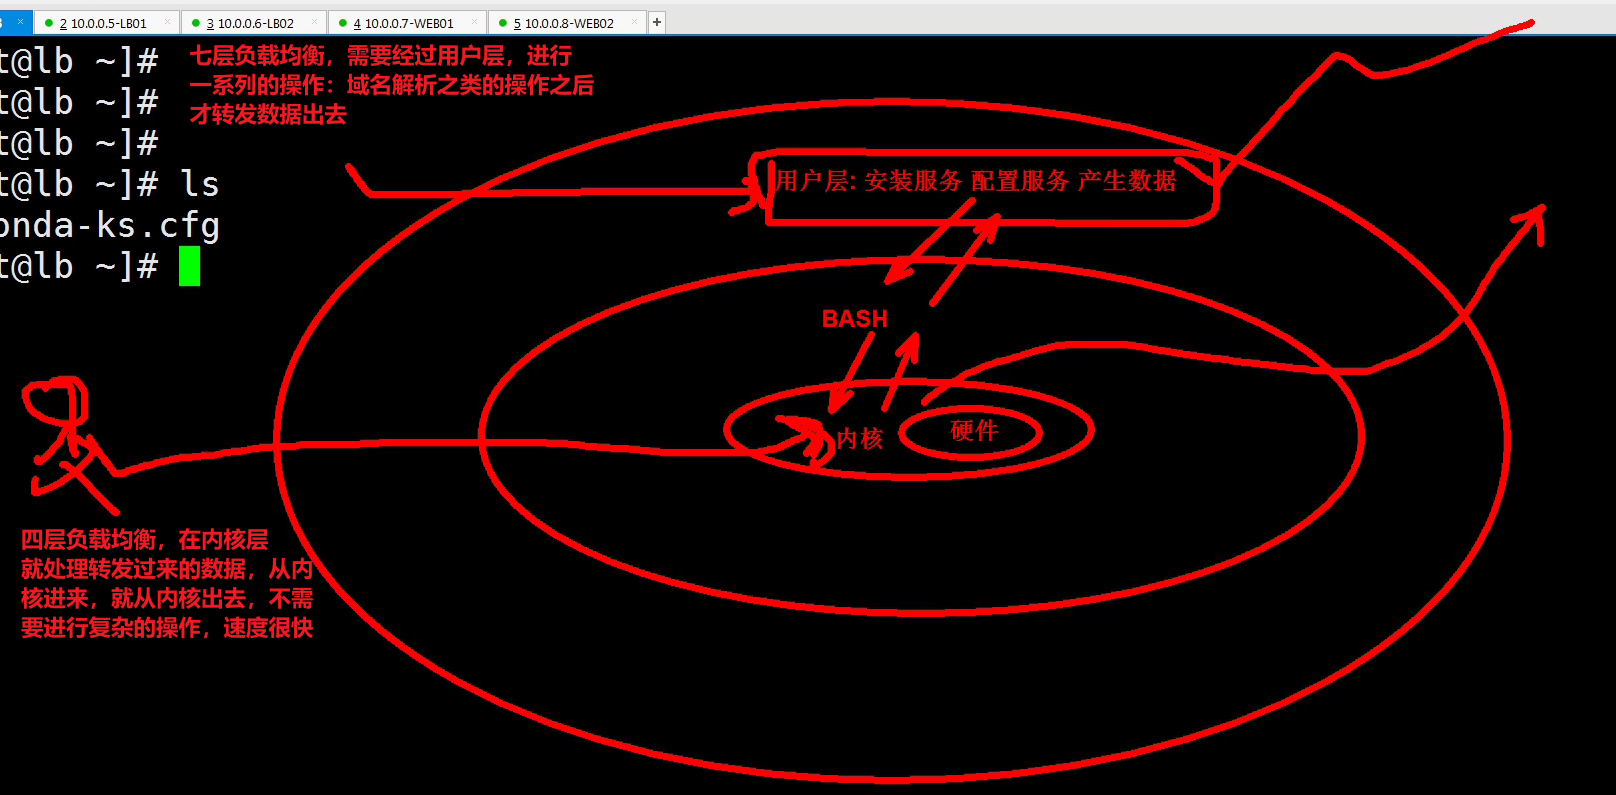 2 10.0.0.5-LB01
3 10.0.0.6-LB02
4 10.0.0.7-WEB01
5 10.0.0.8-WEB02
t@lb ~]#
七层负载均衡，需要经过用户层，进行
一系列的操作：域名解析之类的操作之后
才转发数据出去
t@lb ~]#
t@lb ~]#
t@lb ~]# ls
onda-ks.cfg
t@lb ~]#
用户层: 安装服务 配置服务 产生数据
BASH
内核
硬件
四层负载均衡，在内核层
就处理转发过来的数据，从内
核进来，就从内核出去，不需
要进行复杂的操作，速度很快